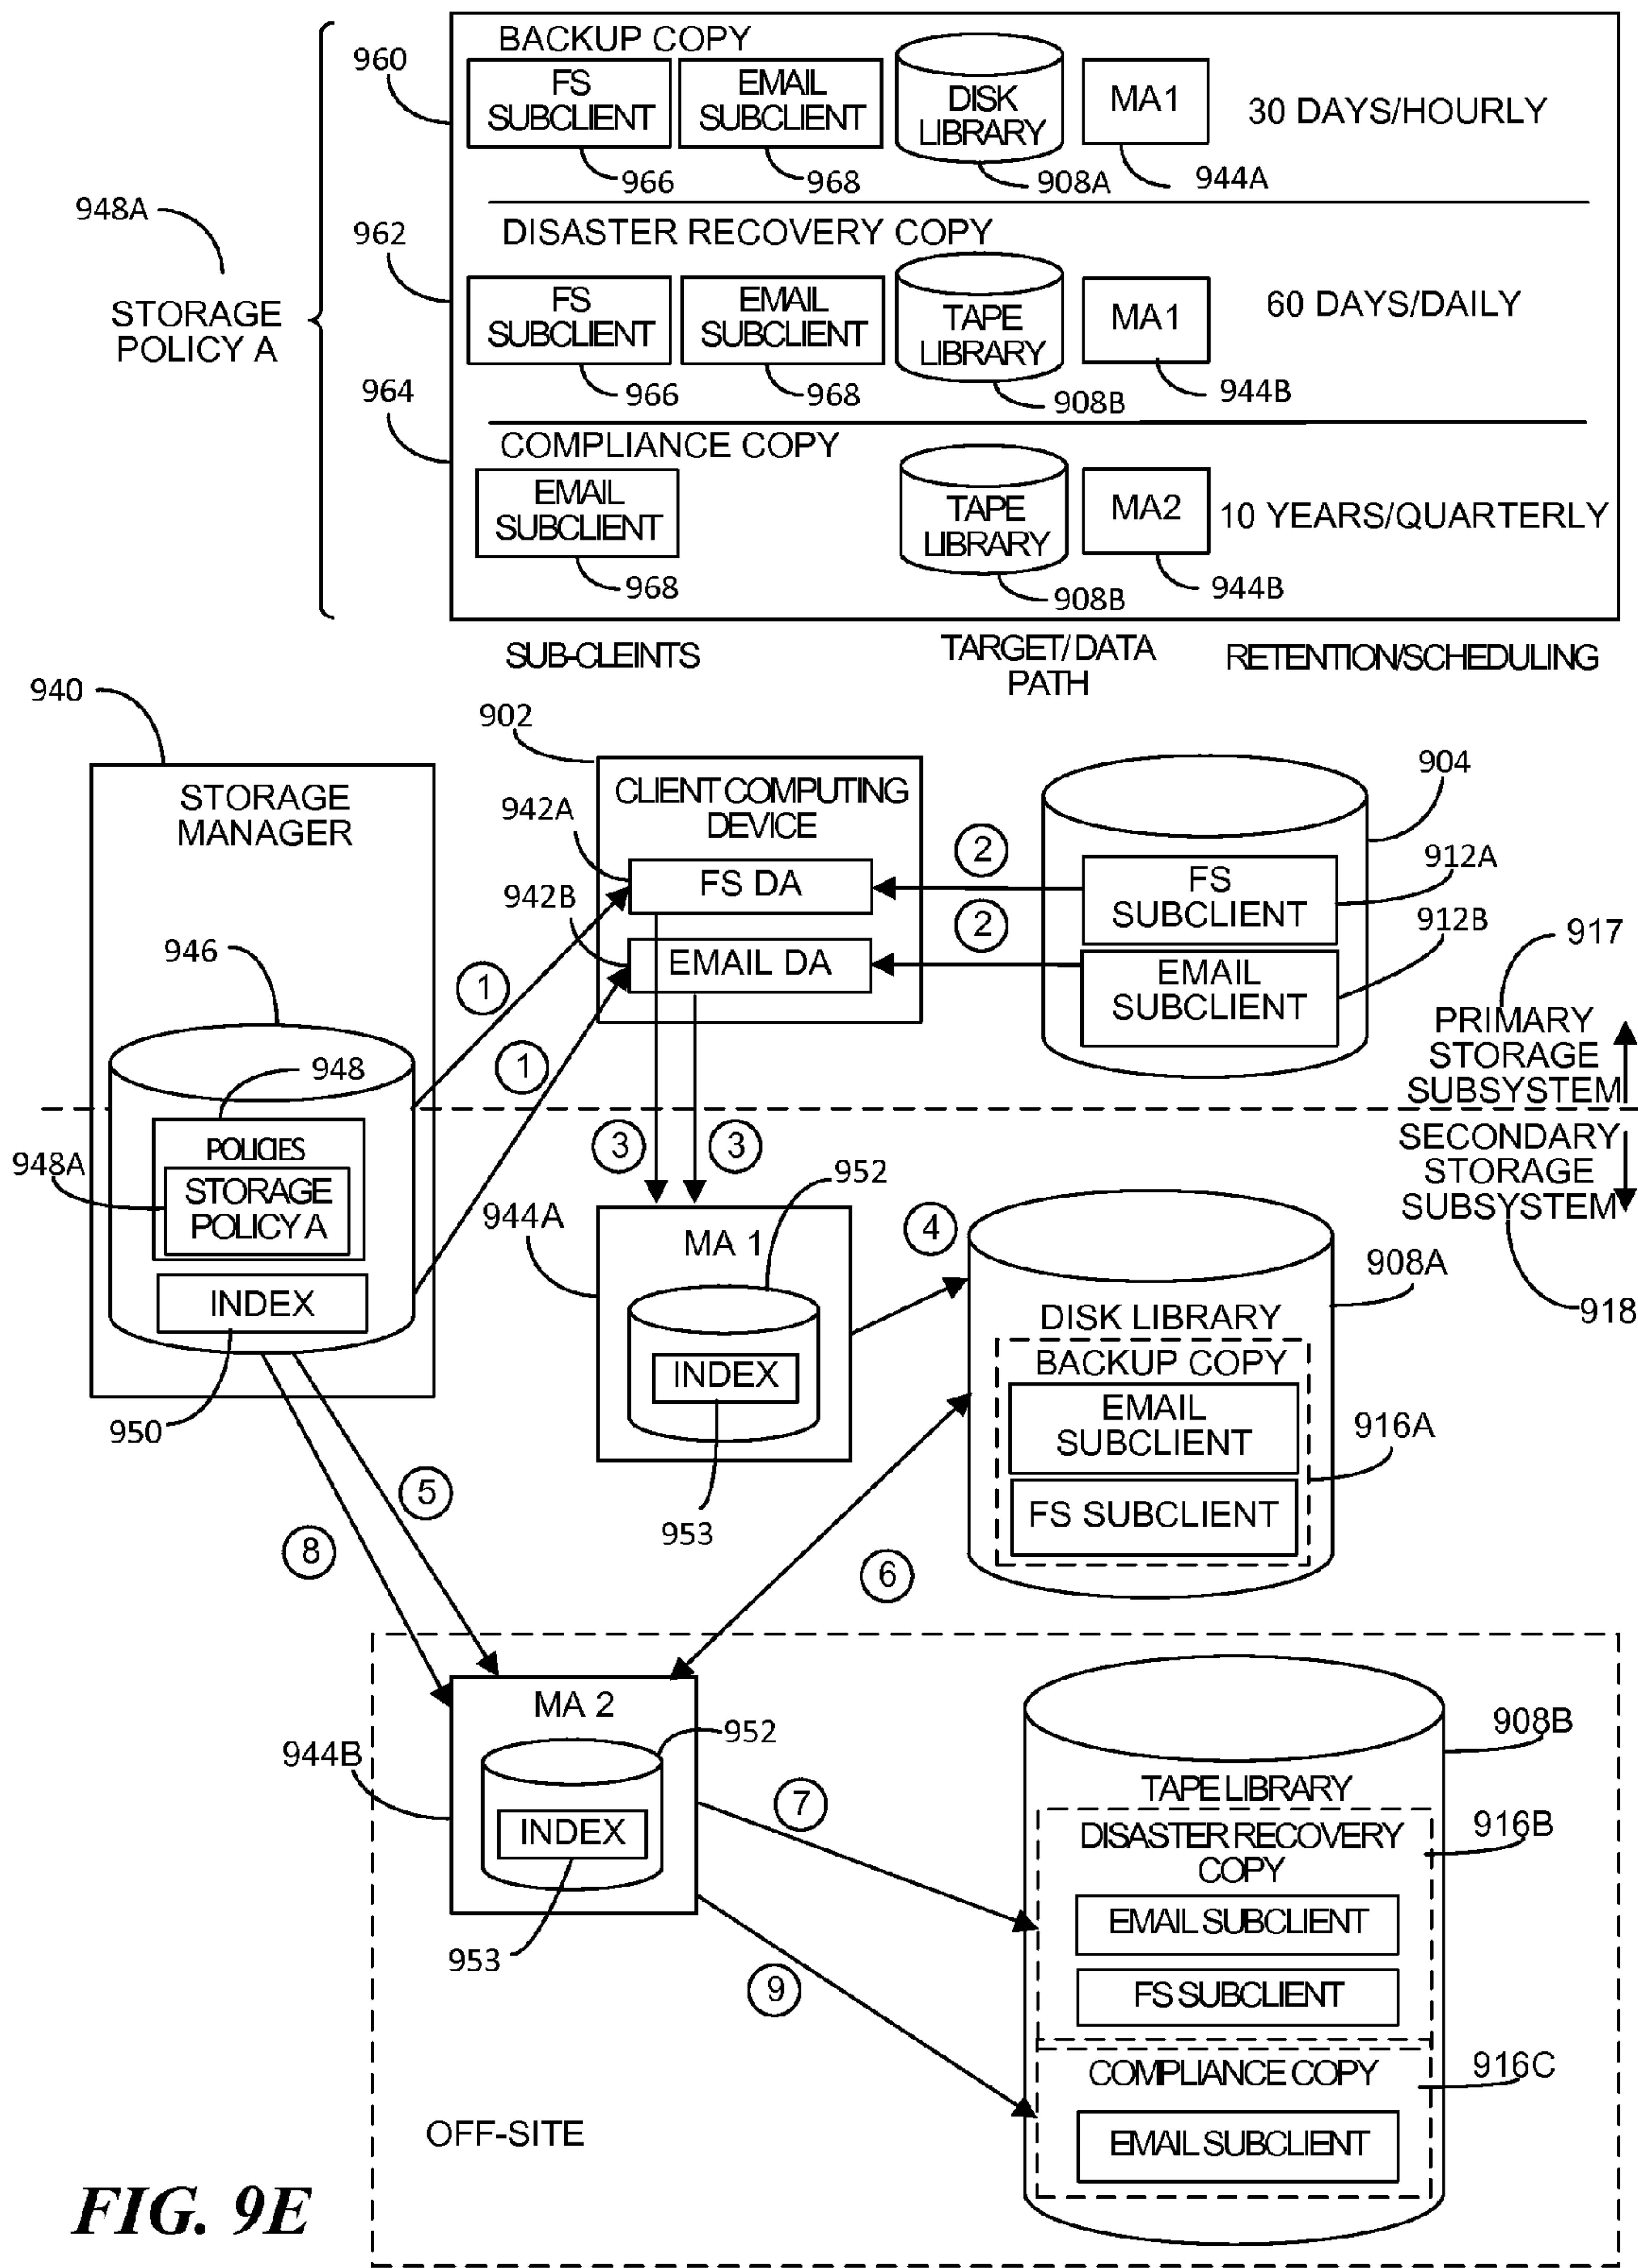 BACKUP COPY
960
FS
SUBCLIENT
EMAIL
SUBCLIENT
DISK
LIBRARY
MA1
30 DAYS/HOURLY
966
968
908A
944A
948A
STORAGE
POLICY A
962
DISASTER RECOVERY COPY
FS
SUBCLIENT
EMAIL
SUBCLIENT
TAPE
LIBRARY
MA1
60 DAYS/DAILY
966
968
908B
944B
964
COMPLIANCE COPY
EMAIL
SUBCLIENT
TAPE
LIBRARY
MA2
10 YEARS/QUARTERLY
968
908B
944B
SUB-CLEINTS
TARGET/DATA
PATH
RETENTION/SCHEDULING
940
STORAGE
MANAGER
902
CLIENT COMPUTING
DEVICE
942A
FS DA
942B
EMAIL DA
2
2
904
FS
SUBCLIENT
912A
EMAIL
SUBCLIENT
912B
917
PRIMARY
STORAGE
SUBSYSTEM
SECONDARY
STORAGE
SUBSYSTEM
918
946
1
1
948
POLICIES
948A
STORAGE
POLICY A
INDEX
950
3
3
952
944A
MA 1
INDEX
953
4
908A
DISK LIBRARY
BACKUP COPY
EMAIL
SUBCLIENT
FS SUBCLIENT
916A
5
8
6
MA 2
952
944B
INDEX
953
7
9
908B
TAPE LIBRARY
DISASTER RECOVERY
COPY
916B
EMAIL SUBCLIENT
FS SUBCLIENT
COMPLIANCE COPY
916C
EMAIL SUBCLIENT
OFF-SITE
FIG. 9E